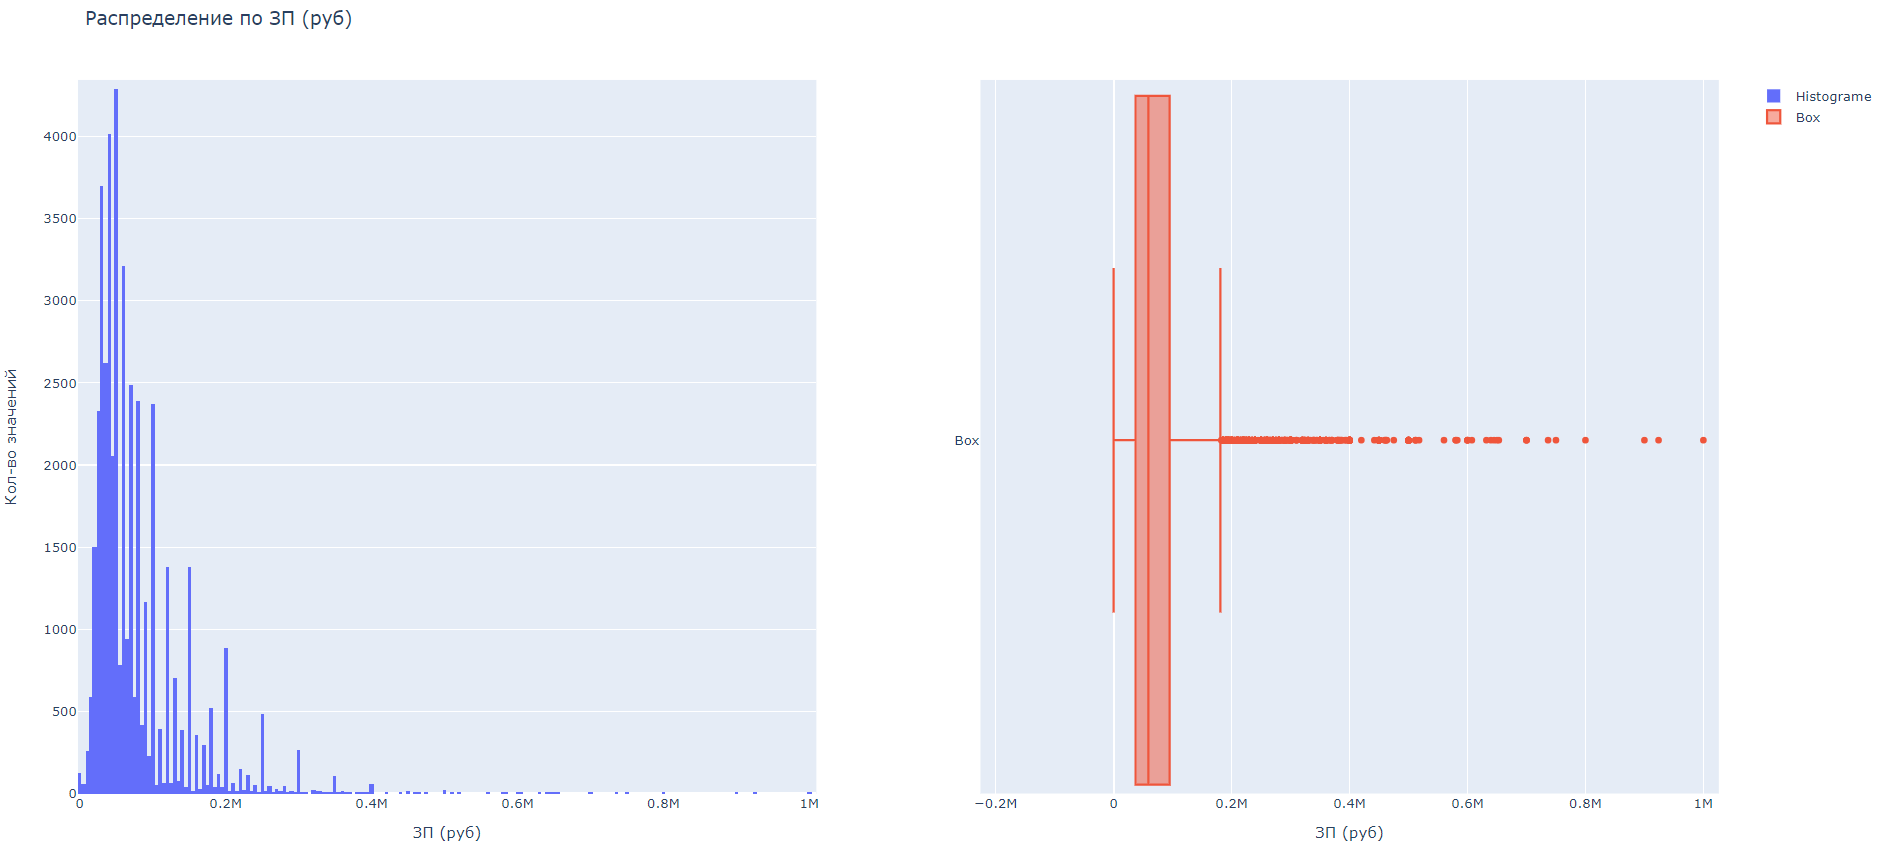 Распределение по ЗП (руб)
Кол-во значений
4000
3500
3000
2500
2000
1500
1000
500
0
0 0.2M 0.4M 0.6M 0.8M 1M
ЗП (руб)
Box
−0.2M 0 0.2M 0.4M 0.6M 0.8M 1M
ЗП (руб)
Histograme
Box